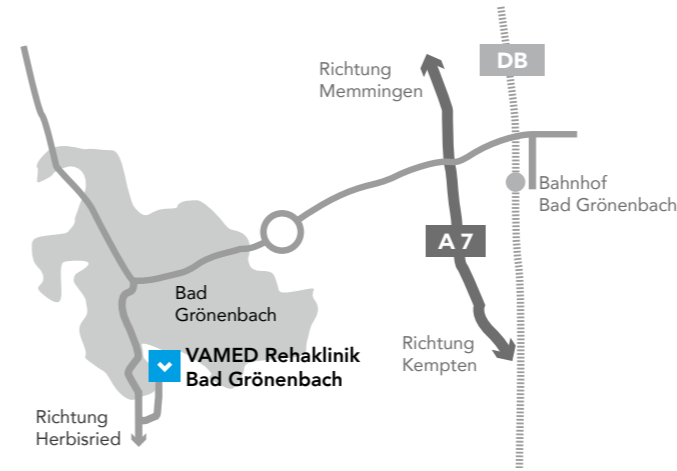 DB
Richtung
Memmingen
Bahnhof
Bad Grönenbach
A 7
Bad
Grönenbach
Richtung
Kempten
VAMED Rehaklinik
Bad Grönenbach
Richtung
Herbisried